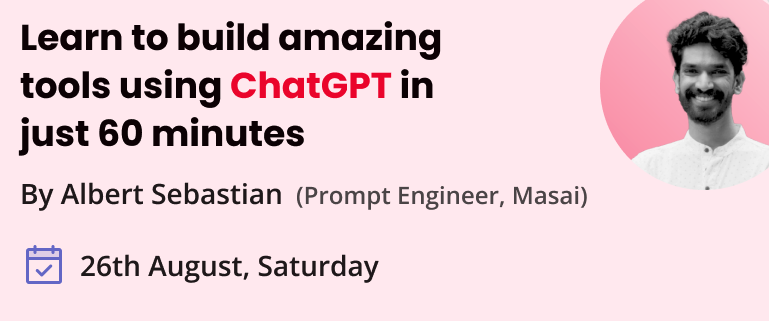 Learn to build amazing
tools using ChatGPT in
just 60 minutes
By Albert Sebastian (Prompt Engineer, Masai)
26th August, Saturday